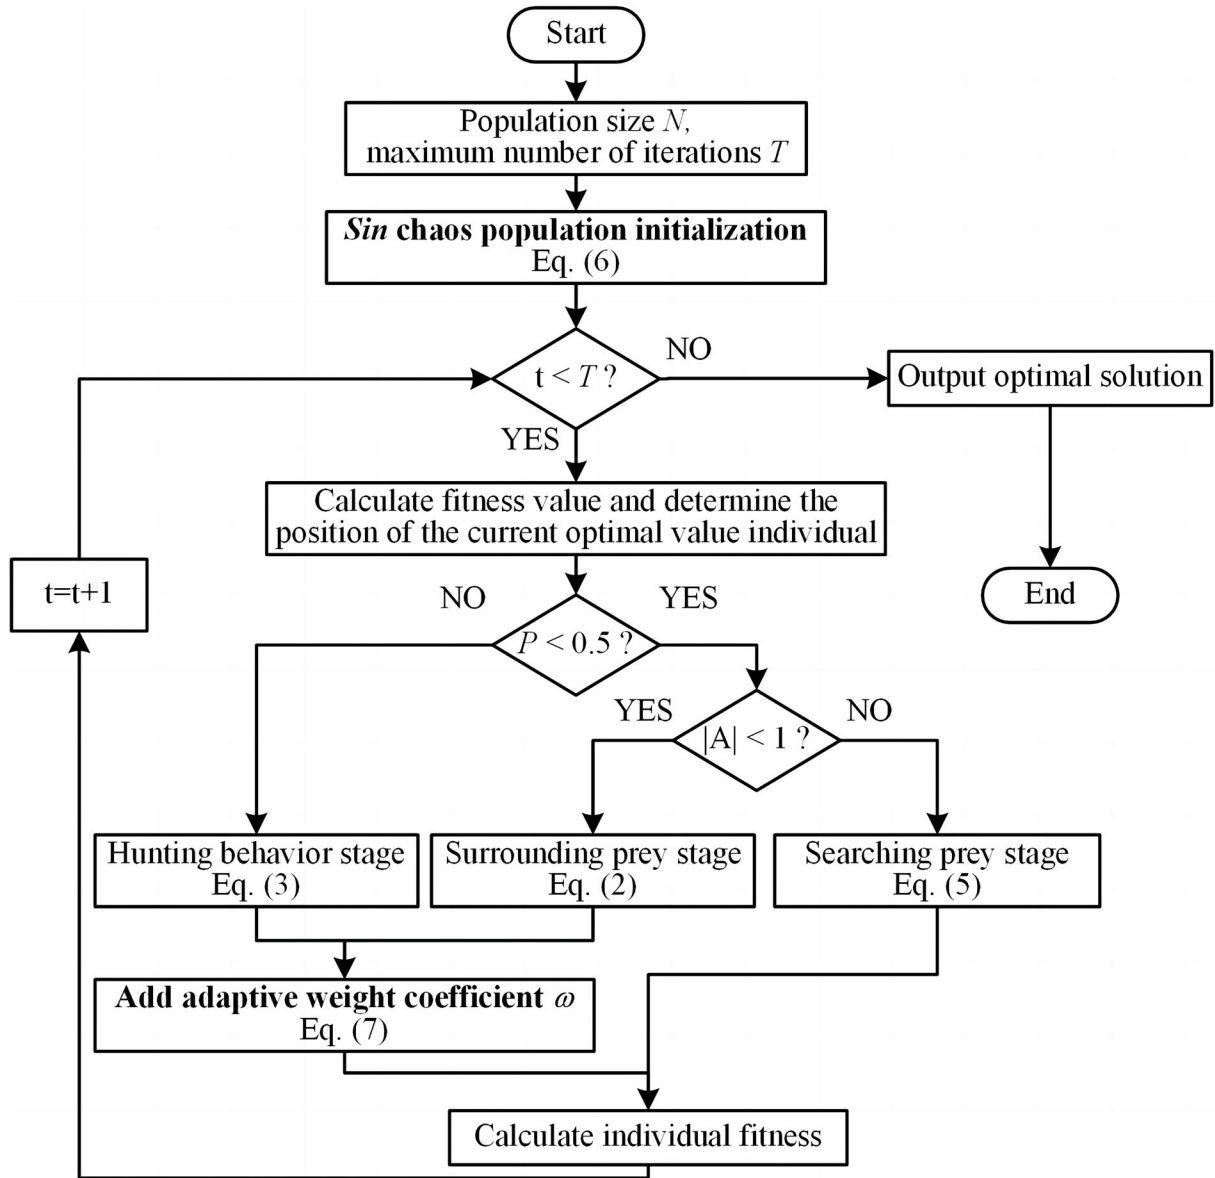 Start
Population size N,
maximum number of iterations T
Sin chaos population initialization
Eq. (6)
t < T ?
NO
Output optimal solution
YES
Calculate fitness value and determine the
position of the current optimal value individual
t=t+1
End
NO
YES
P < 0.5 ?
YES
NO
|A| < 1 ?
Hunting behavior stage
Eq. (3)
Surrounding prey stage
Eq. (2)
Searching prey stage
Eq. (5)
Add adaptive weight coefficient ω
Eq. (7)
Calculate individual fitness